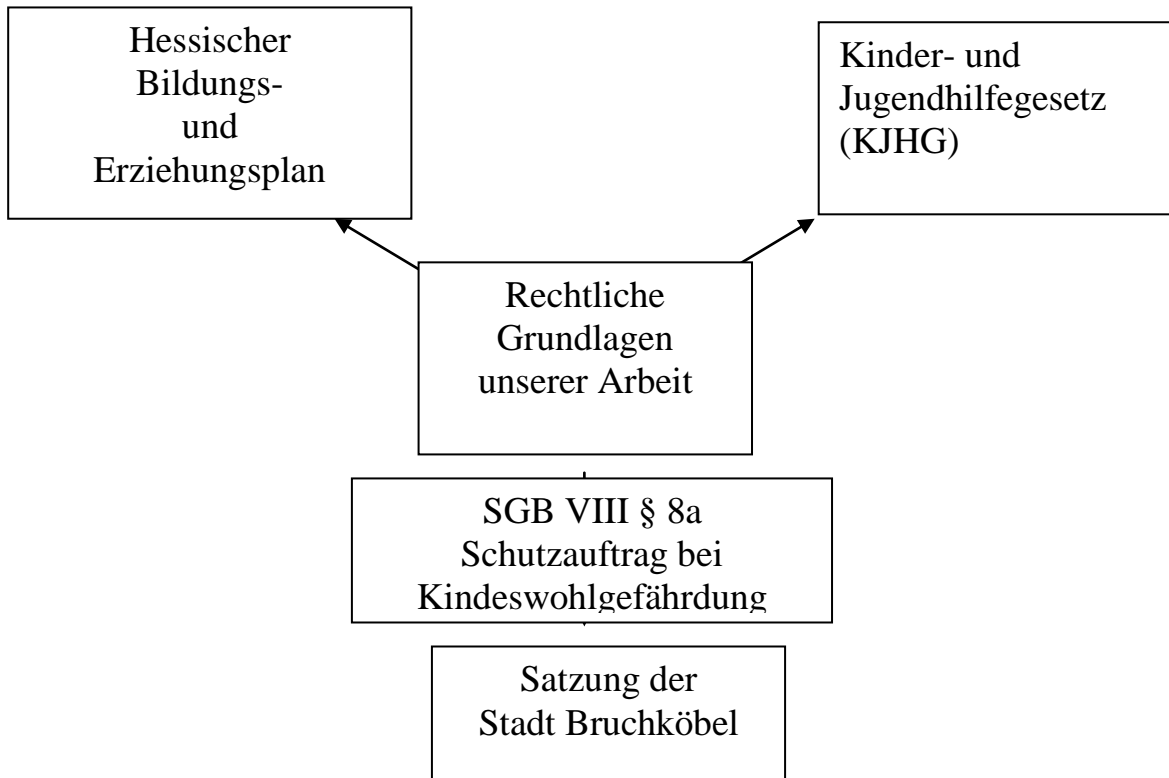 Hessischer
Bildungs-
und
Erziehungsplan
Kinder- und
Jugendhilfegesetz
(KJHG)
Rechtliche
Grundlagen
unserer Arbeit
SGB VIII § 8a
Schutzauftrag bei
Kindeswohlgefährdung
Satzung der
Stadt Bruchköbel